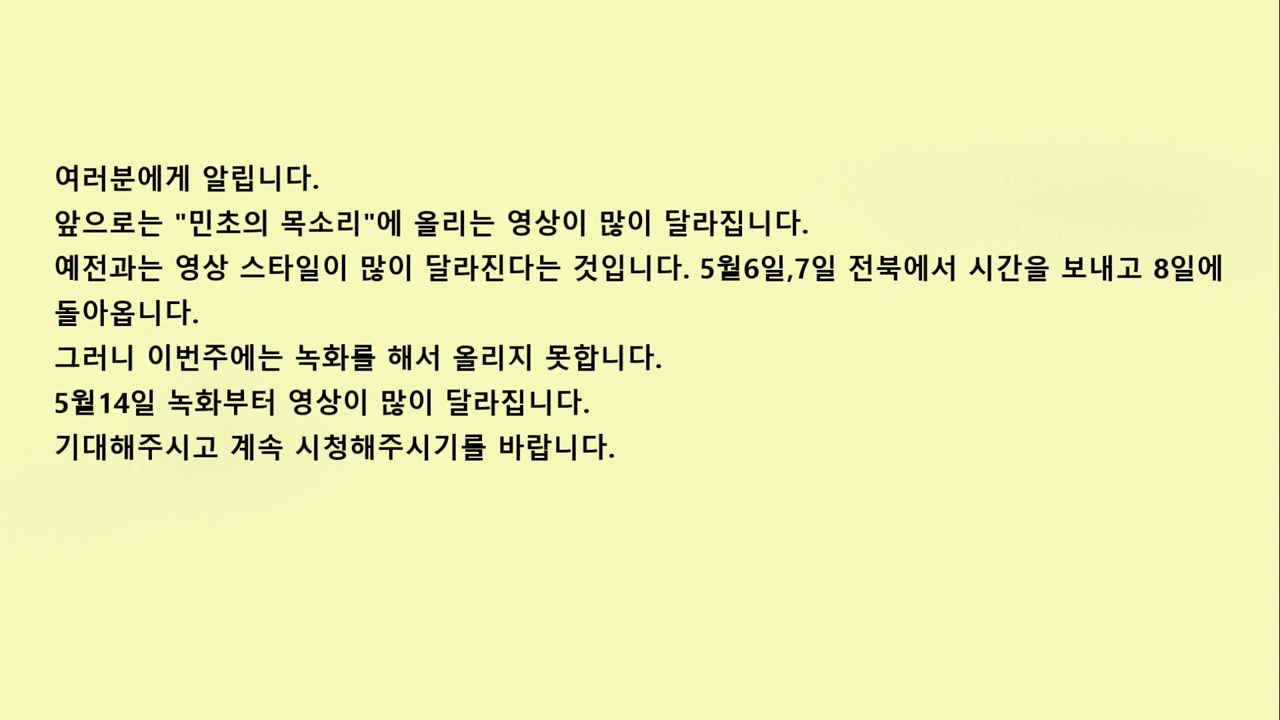 여러분에게 알립니다.
앞으로는 "민초의 목소리"에 올리는 영상이 많이 달라집니다.
예전과는 영상 스타일이 많이 달라진다는 것입니다. 5월6일,7일 전북에서 시간을 보내고 8일에
돌아옵니다.
그러니 이번주에는 녹화를 해서 올리지 못합니다.
5월14일 녹화부터 영상이 많이 달라집니다.
기대해주시고 계속 시청해주시기를 바랍니다.